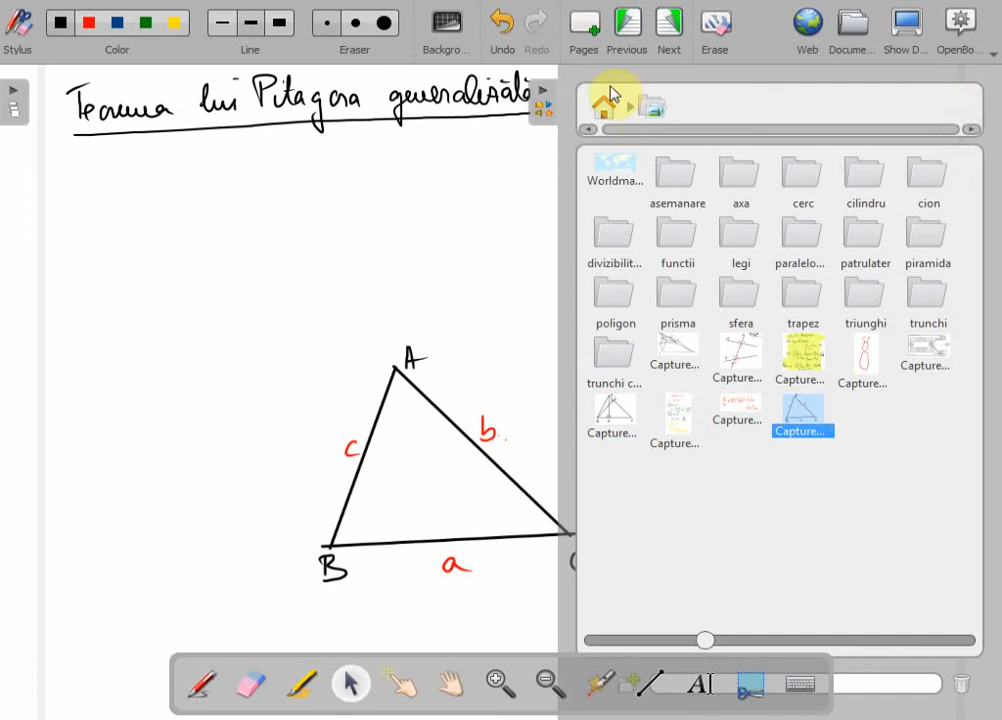 Stylus Color Line Eraser Backgro... Undo Redo Pages Previous Next Erase Web Docume... Show D... OpenBo...
Teorema lui Pitagora generalizată
Worldma... asemanare axa cerc cilindru cion
divizibilit... functii legi paralelo... patrulater piramida
poligon prisma sfera trapez triunghi trunchi
trunchi c... Capture... Capture... Capture... Capture... Capture...
Capture... Capture... Capture... Capture...
A
c
b
B
a
A